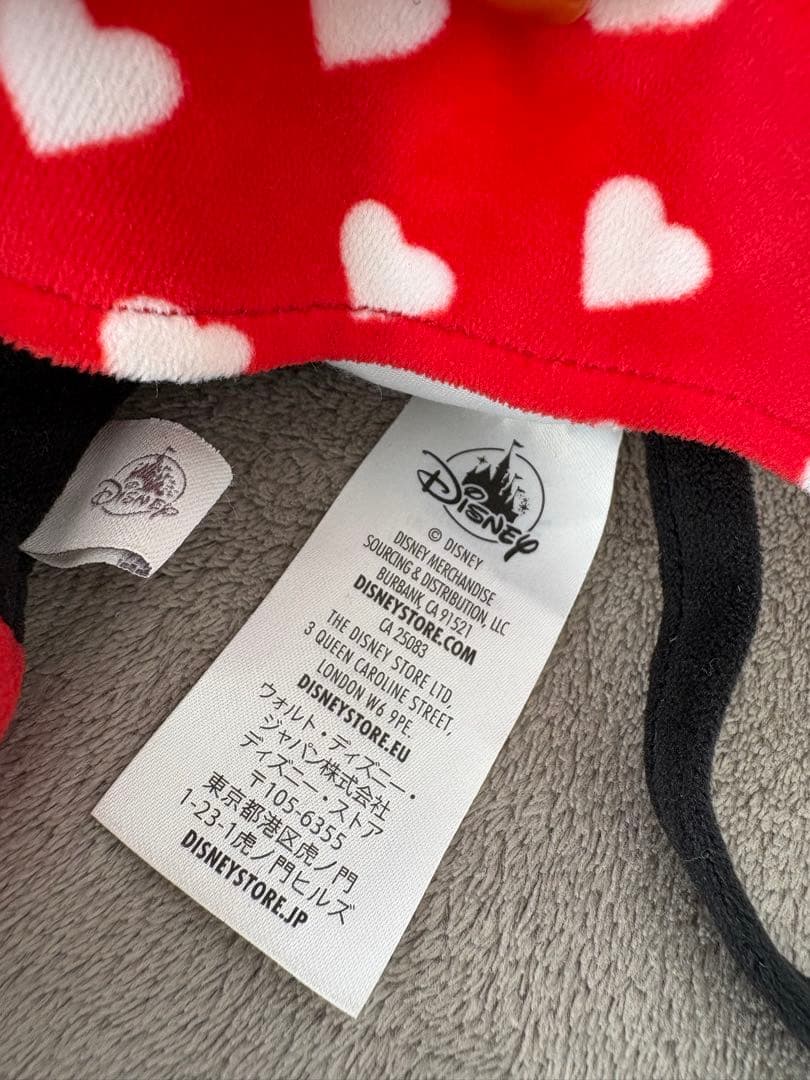 Disney
Disney
© DISNEY
DISNEY MERCHANDISE
SOURCING & DISTRIBUTION, LLC
BURBANK, CA 91521
DISNEYSTORE.COM
CA 25083
THE DISNEY STORE LTD,
3 QUEEN CAROLINE STREET,
LONDON W6 9PE.
DISNEYSTORE.EU
ウォルト・ディズニー・
ジャパン株式会社
ディズニー・ストア
〒105-6355
東京都港区虎ノ門
1-23-1虎ノ門ヒルズ
DISNEYSTORE.JP